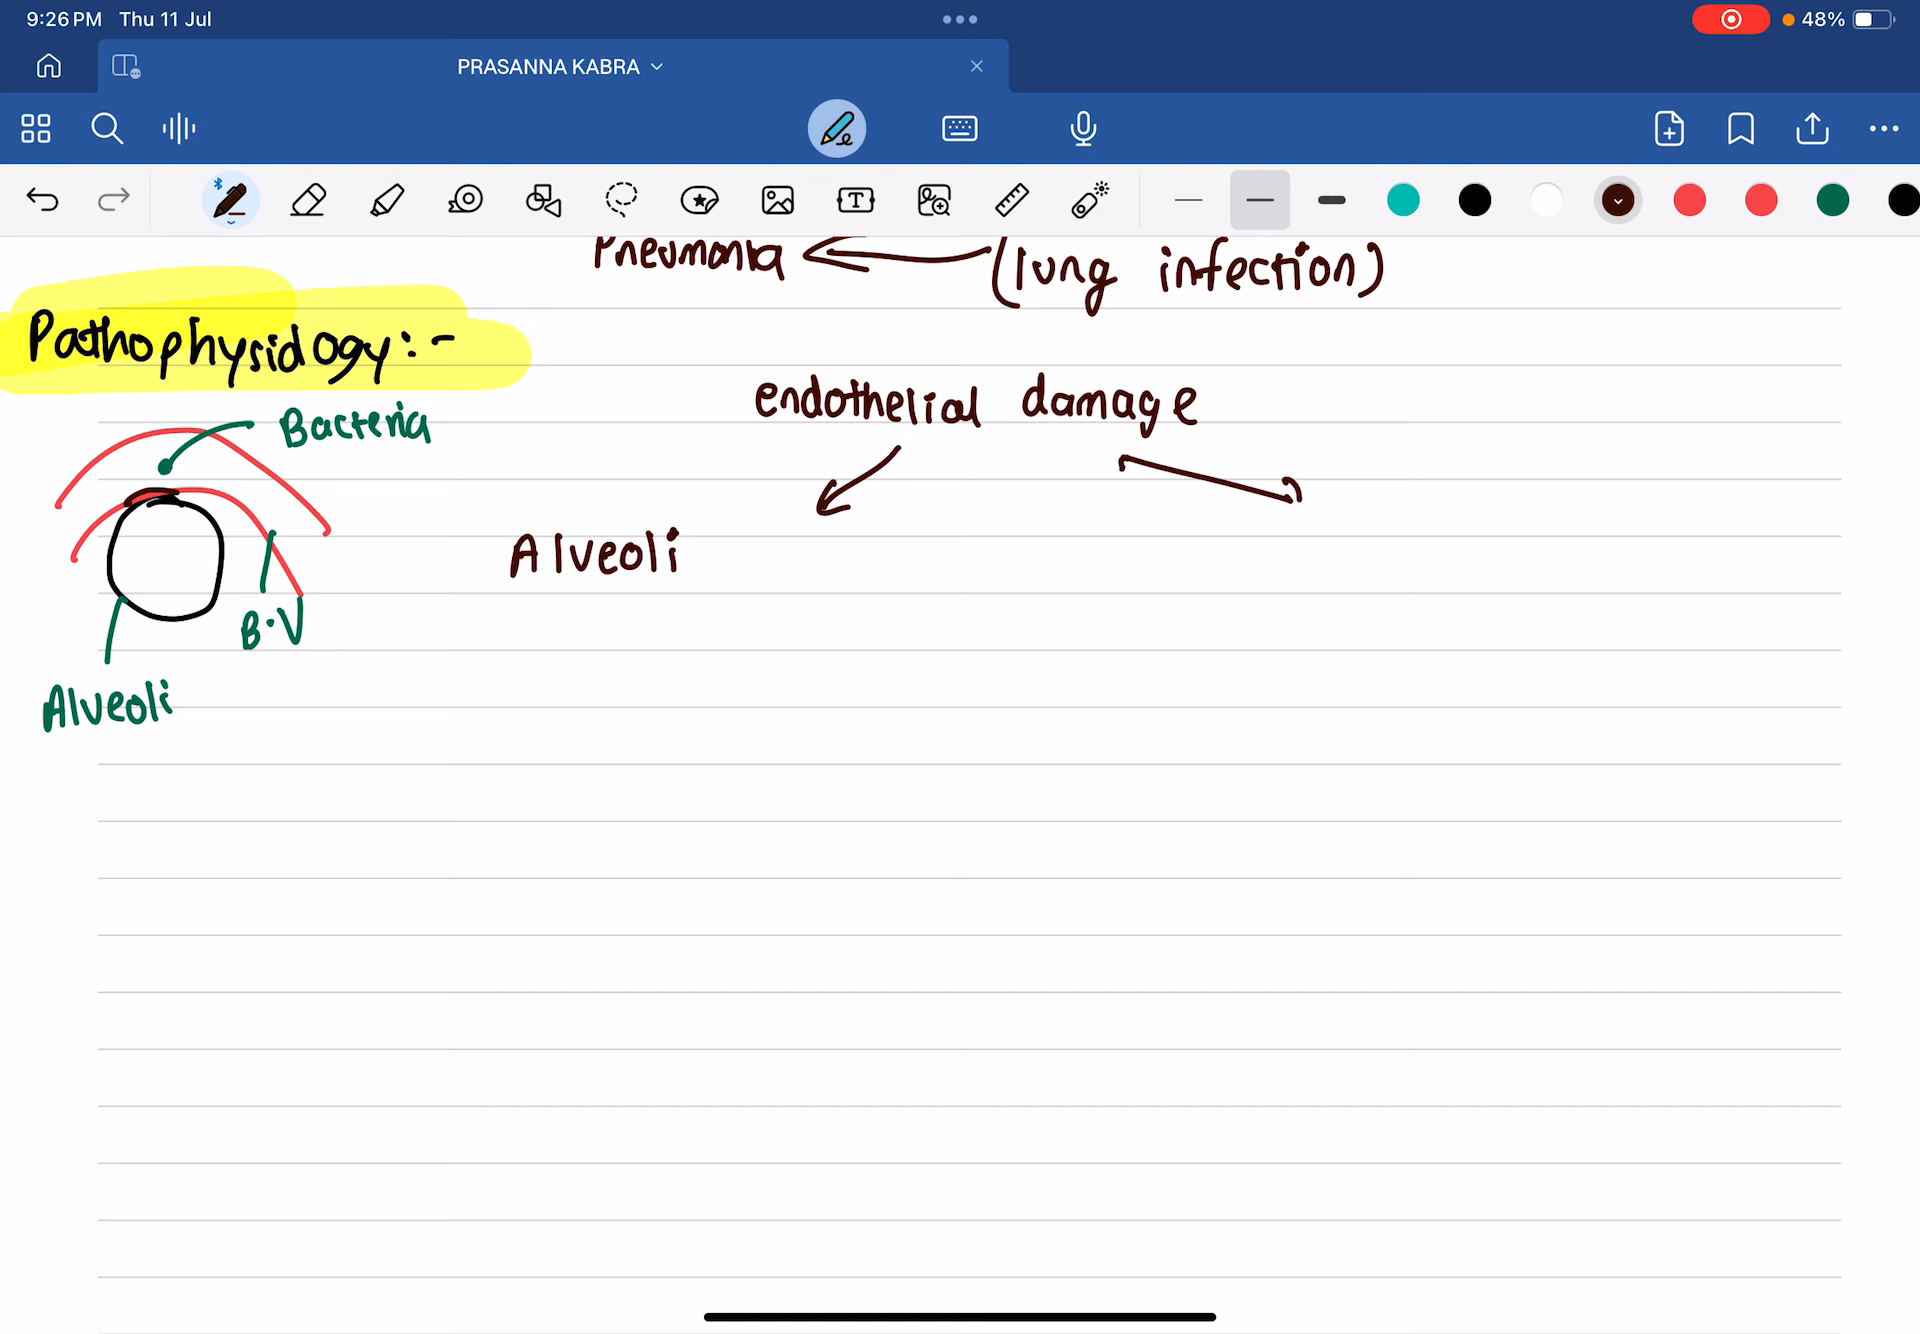 9:26 PM Thu 11 Jul
48%
PRASANNA KABRA
Pneumonia
(lung infection)
Pathophysiology:-
endothelial damage
Bacteria
Alveoli
B.V
Alveoli